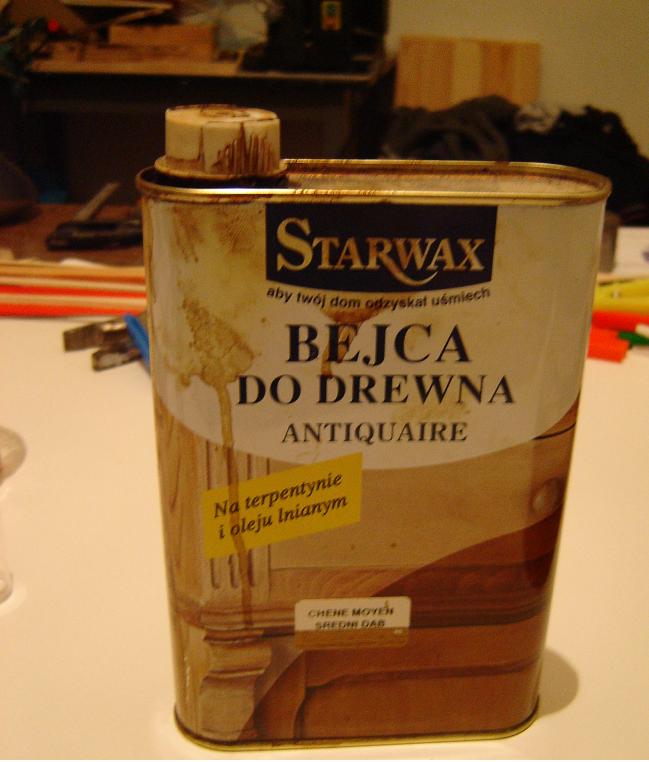 STARWAX
aby twój dom odzyskał uśmiech
BEJCA
DO DREWNA
ANTIQUAIRE
Na terpentynie
i oleju lnianym
CHENE MOYEN
SREDNI DAB